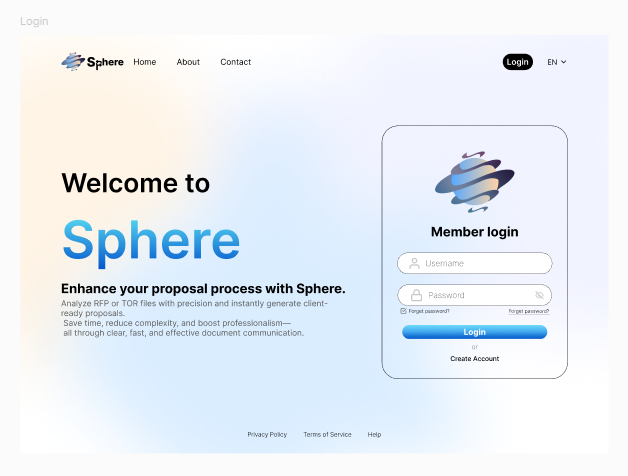 Login
Sphere
Home
About
Contact
Login
EN
Welcome to
Sphere
Enhance your proposal process with Sphere.
Analyze RFP or TOR files with precision and instantly generate client-
ready proposals.
Save time, reduce complexity, and boost professionalism—
all through clear, fast, and effective document communication.
Member login
Username
Password
Forget password?
Forget password?
Login
or
Create Account
Privacy Policy
Terms of Service
Help